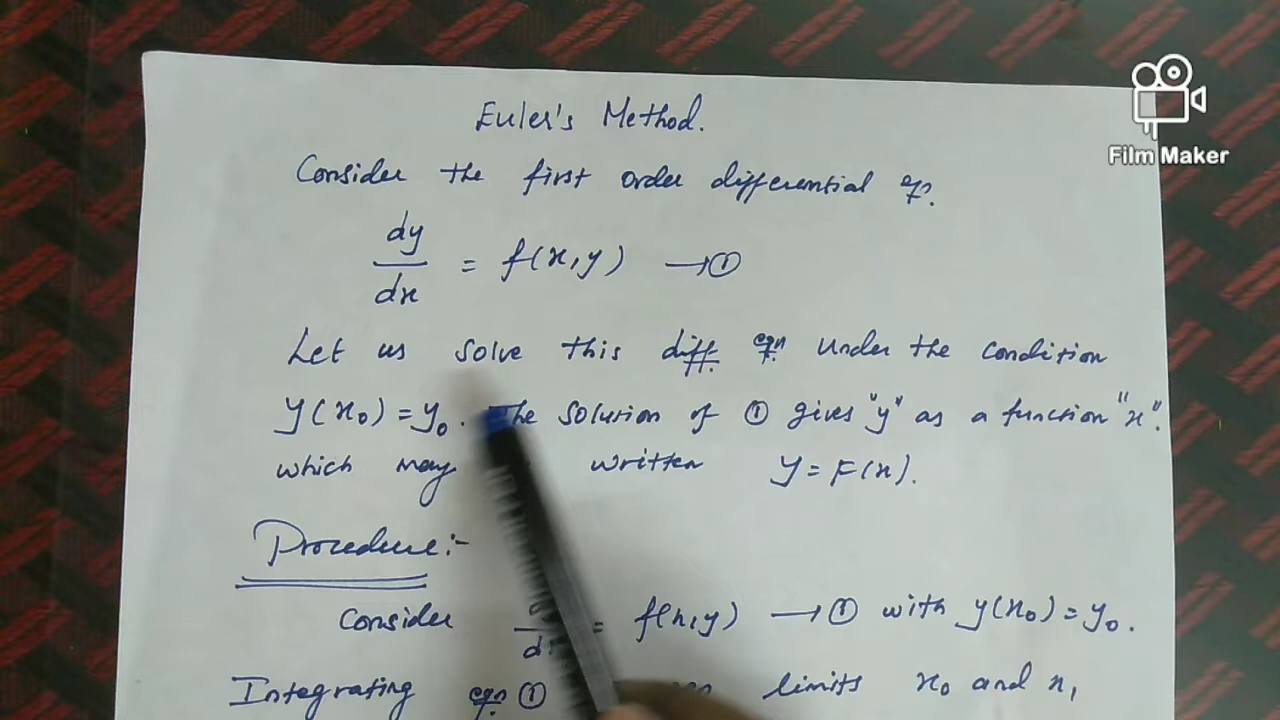 Euler's Method.
Consider the first order differential eqn.
dy/dx = f(x,y) →①
Let us solve this diff. eqn under the condition
y(x₀)=y₀. The solution of ① gives "y" as a function "x".
which may written y=F(x).
Procedure:-
Consider = f(x,y) →① with y(x₀)=y₀.
Integrating eqn ① limits x₀ and x₁
Film Maker